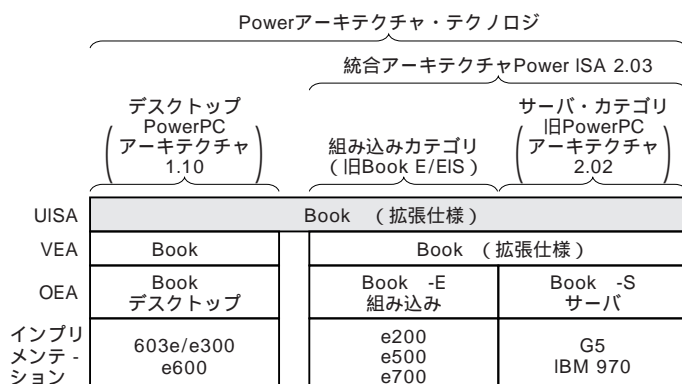 Powerアーキテクチャ・テクノロジ
統合アーキテクチャPower ISA 2.03
デスクトップ
PowerPC
アーキテクチャ
1.10
組み込みカテゴリ
(旧Book E/EIS)
サーバ・カテゴリ
旧PowerPC
アーキテクチャ
2.02
UISA
Book (拡張仕様)
VEA
Book
Book (拡張仕様)
OEA
Book
デスクトップ
Book -E
組み込み
Book -S
サーバ
インプリ
メンテ -
ション
603e/e300
e600
e200
e500
e700
G5
IBM 970